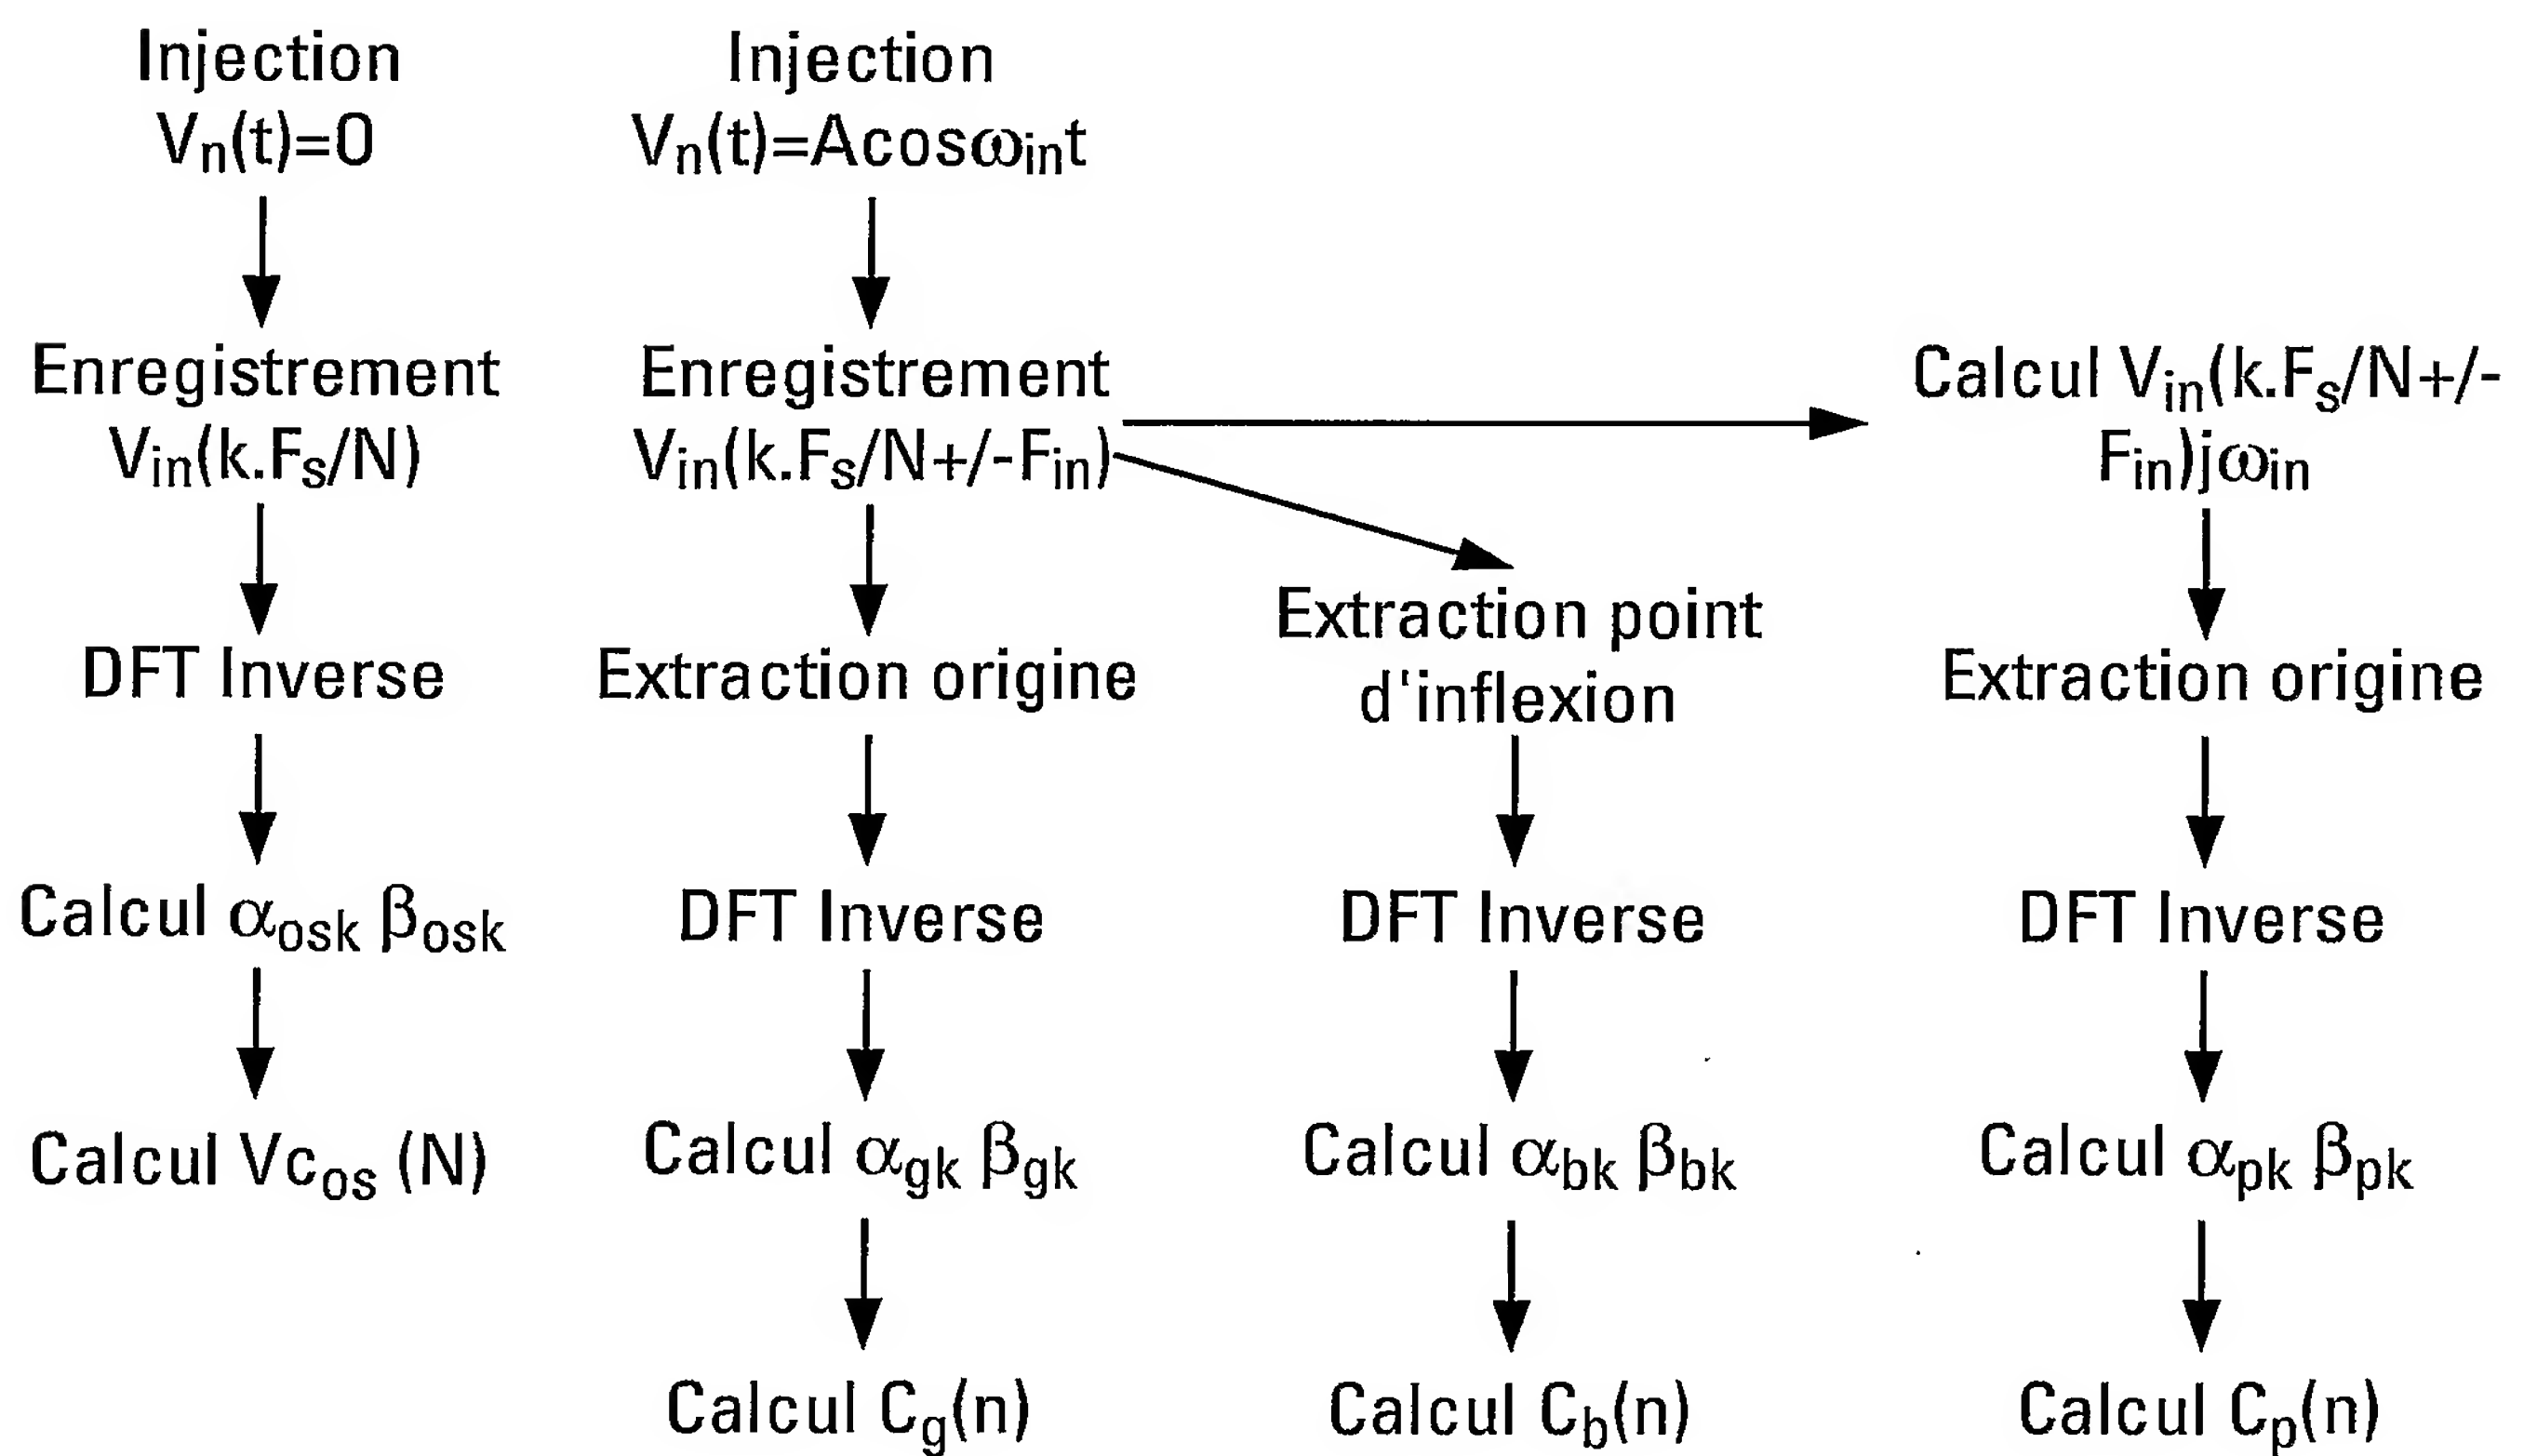 Injection
Vn(t)=0
↓
Enregistrement
Vin(k.Fs/N)
DFT Inverse
Calcul αosk βosk
Calcul Vcos (N)
Injection
Vn(t)=Acosωint
Enregistrement
Vin(k.Fs/N+/-Fin)
Extraction origine
DFT Inverse
Calcul αgk βgk
Calcul Cg(n)
Extraction point
d'inflexion
DFT Inverse
Calcul αbk βbk
Calcul Cb(n)
Calcul Vin(k.Fs/N+/-
Fin)jωin
Extraction origine
DFT Inverse
Calcul αpk βpk
Calcul Cp(n)